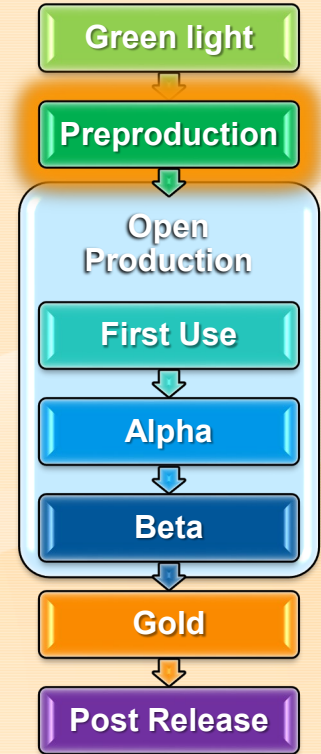 Green light
Preproduction
Open
Production
First Use
Alpha
Beta
Gold
Post Release